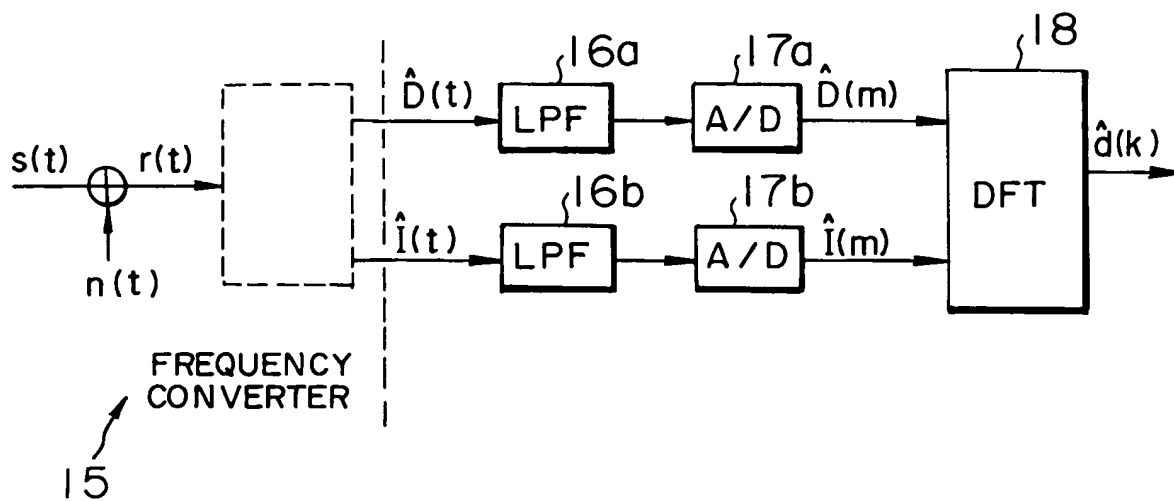 16a 17a 18
D̂(t) LPF A/D D̂(m)
s(t) r(t) d̂(k)
DFT
16b 17b
Î(t) LPF A/D Î(m)
n(t)
FREQUENCY
CONVERTER
15